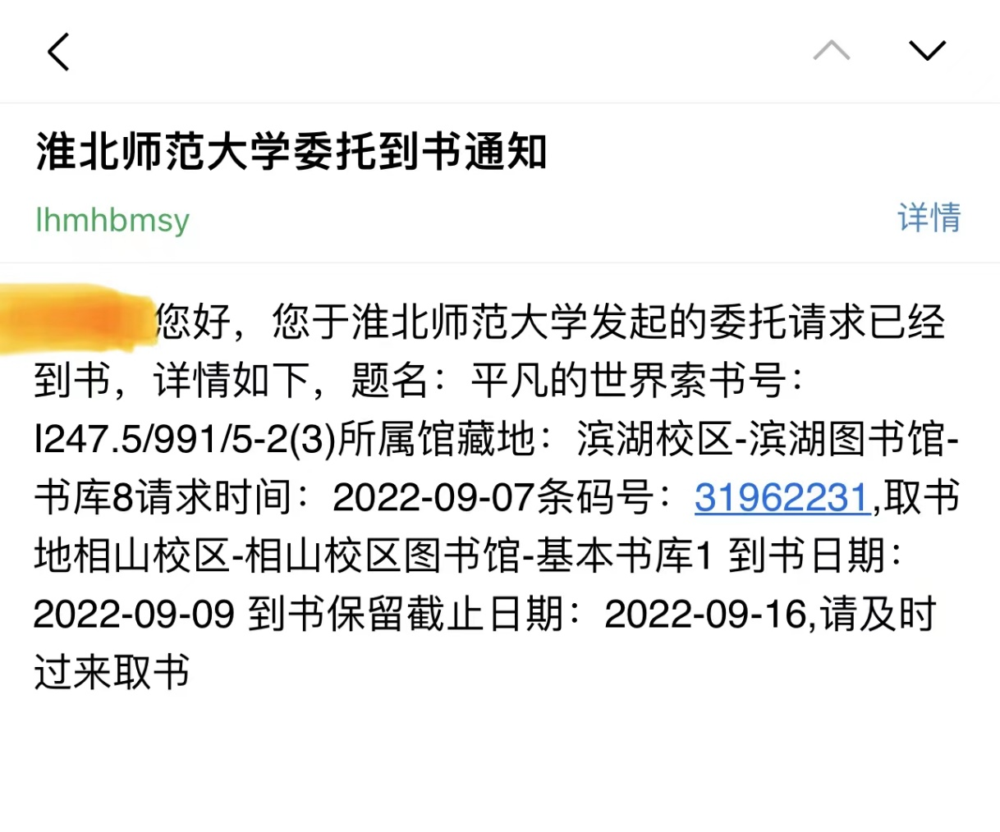 淮北师范大学委托到书通知
lhmhbmsy
详情
您好，您于淮北师范大学发起的委托请求已经
到书，详情如下，题名：平凡的世界索书号：
I247.5/991/5-2(3)所属馆藏地：滨湖校区-滨湖图书馆-
书库8请求时间：2022-09-07条码号：31962231,取书
地相山校区-相山校区图书馆-基本书库1 到书日期：
2022-09-09 到书保留截止日期：2022-09-16,请及时
过来取书